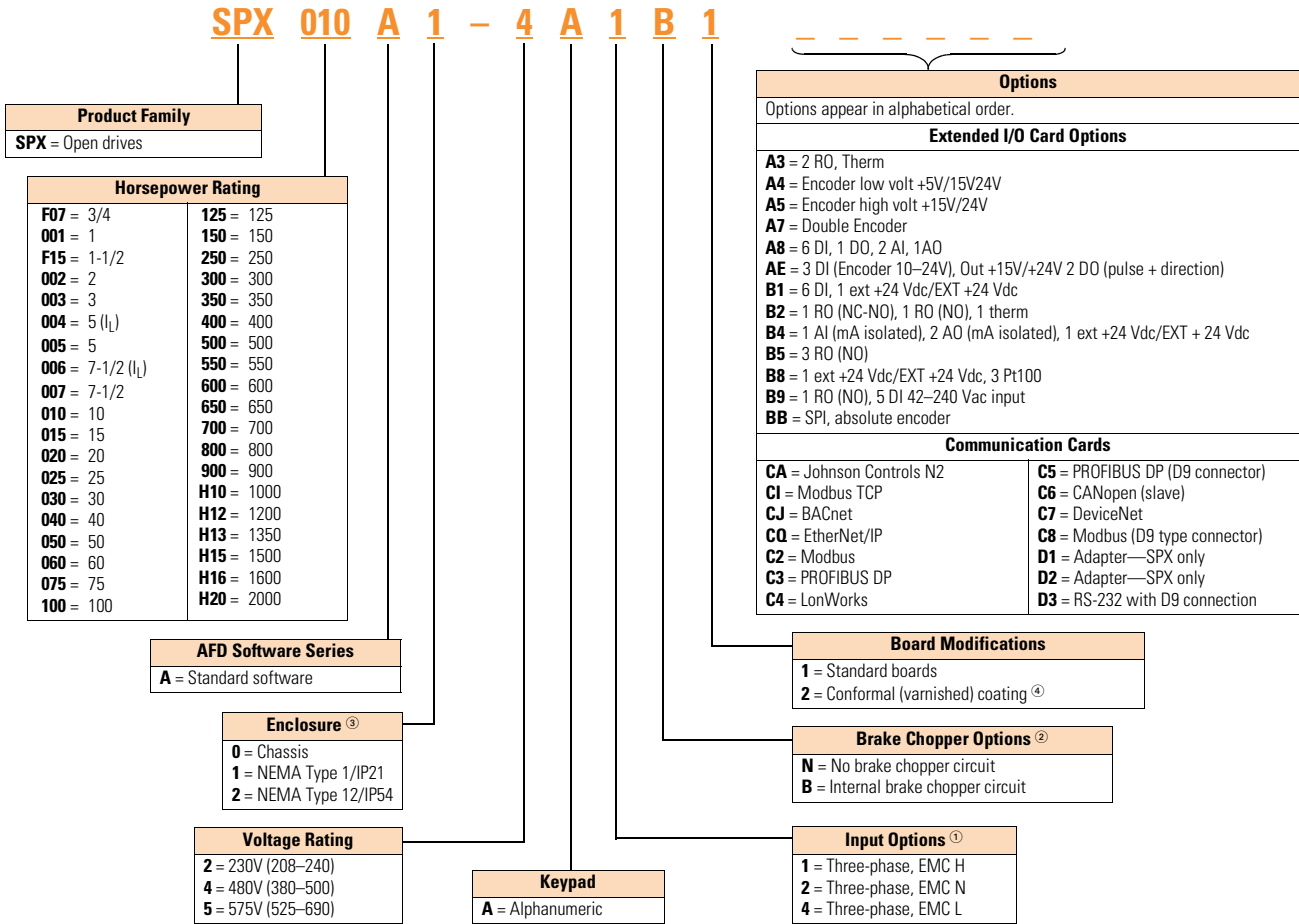 SPX 010 A 1 – 4 A 1 B 1 _ _ _ _ _ _
Product Family
SPX = Open drives
Horsepower Rating
F07 = 3/4
001 = 1
F15 = 1-1/2
002 = 2
003 = 3
004 = 5 (IL)
005 = 5
006 = 7-1/2 (IL)
007 = 7-1/2
010 = 10
015 = 15
020 = 20
025 = 25
030 = 30
040 = 40
050 = 50
060 = 60
075 = 75
100 = 100
125 = 125
150 = 150
250 = 250
300 = 300
350 = 350
400 = 400
500 = 500
550 = 550
600 = 600
650 = 650
700 = 700
800 = 800
900 = 900
H10 = 1000
H12 = 1200
H13 = 1350
H15 = 1500
H16 = 1600
H20 = 2000
AFD Software Series
A = Standard software
Enclosure ③
0 = Chassis
1 = NEMA Type 1/IP21
2 = NEMA Type 12/IP54
Voltage Rating
2 = 230V (208–240)
4 = 480V (380–500)
5 = 575V (525–690)
Keypad
A = Alphanumeric
Options
Options appear in alphabetical order.
Extended I/O Card Options
A3 = 2 RO, Therm
A4 = Encoder low volt +5V/15V24V
A5 = Encoder high volt +15V/24V
A7 = Double Encoder
A8 = 6 DI, 1 DO, 2 AI, 1AO
AE = 3 DI (Encoder 10–24V), Out +15V/+24V 2 DO (pulse + direction)
B1 = 6 DI, 1 ext +24 Vdc/EXT +24 Vdc
B2 = 1 RO (NC-NO), 1 RO (NO), 1 therm
B4 = 1 AI (mA isolated), 2 AO (mA isolated), 1 ext +24 Vdc/EXT + 24 Vdc
B5 = 3 RO (NO)
B8 = 1 ext +24 Vdc/EXT +24 Vdc, 3 Pt100
B9 = 1 RO (NO), 5 DI 42–240 Vac input
BB = SPI, absolute encoder
Communication Cards
CA = Johnson Controls N2
CI = Modbus TCP
CJ = BACnet
CQ = EtherNet/IP
C2 = Modbus
C3 = PROFIBUS DP
C4 = LonWorks
C5 = PROFIBUS DP (D9 connector)
C6 = CANopen (slave)
C7 = DeviceNet
C8 = Modbus (D9 type connector)
D1 = Adapter—SPX only
D2 = Adapter—SPX only
D3 = RS-232 with D9 connection
Board Modifications
1 = Standard boards
2 = Conformal (varnished) coating ④
Brake Chopper Options ②
N = No brake chopper circuit
B = Internal brake chopper circuit
Input Options ①
1 = Three-phase, EMC H
2 = Three-phase, EMC N
4 = Three-phase, EMC L